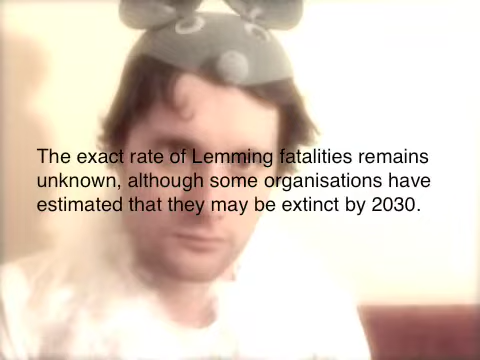 The exact rate of Lemming fatalities remains
unknown, although some organisations have
estimated that they may be extinct by 2030.